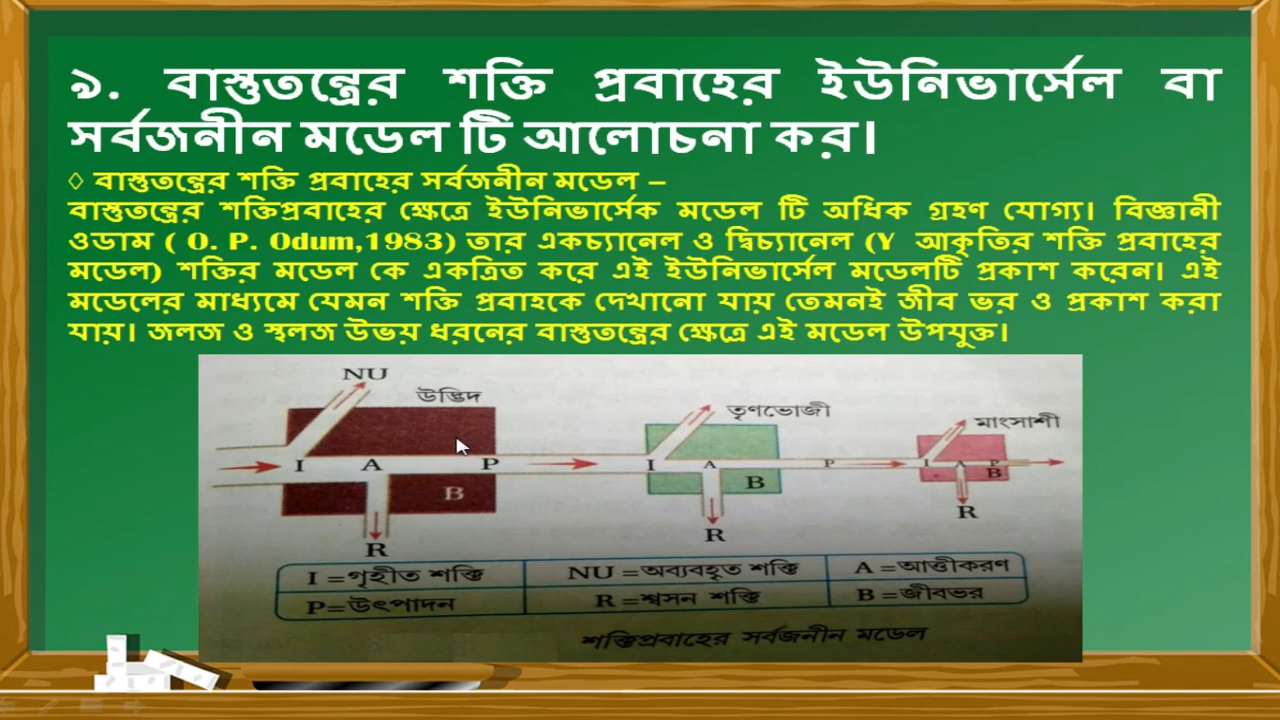 ৯. বাস্তুতন্ত্রের শক্তি প্রবাহের ইউনিভার্সেল বা
সর্বজনীন মডেল টি আলোচনা কর।
◊ বাস্তুতন্ত্রের শক্তি প্রবাহের সর্বজনীন মডেল –
বাস্তুতন্ত্রের শক্তিপ্রবাহের ক্ষেত্রে ইউনিভার্সেক মডেল টি অধিক গ্রহণ যোগ্য। বিজ্ঞানী
ওডাম ( O. P. Odum,1983) তার একচ্যানেল ও দ্বিচ্যানেল (Y আকৃতির শক্তি প্রবাহের
মডেল) শক্তির মডেল কে একত্রিত করে এই ইউনিভার্সেল মডেলটি প্রকাশ করেন। এই
মডেলের মাধ্যমে যেমন শক্তি প্রবাহকে দেখানো যায় তেমনই জীব ভর ও প্রকাশ করা
যায়। জলজ ও স্থলজ উভয় ধরনের বাস্তুতন্ত্রের ক্ষেত্রে এই মডেল উপযুক্ত।
NU
উদ্ভিদ
তৃণভোজী
মাংসাশী
I A P I A P I A P
B B B
R R R
I =গৃহীত শক্তি NU =অব্যবহৃত শক্তি A =আত্তীকরণ
P=উৎপাদন R =শ্বসন শক্তি B =জীবভর
শক্তিপ্রবাহের সর্বজনীন মডেল